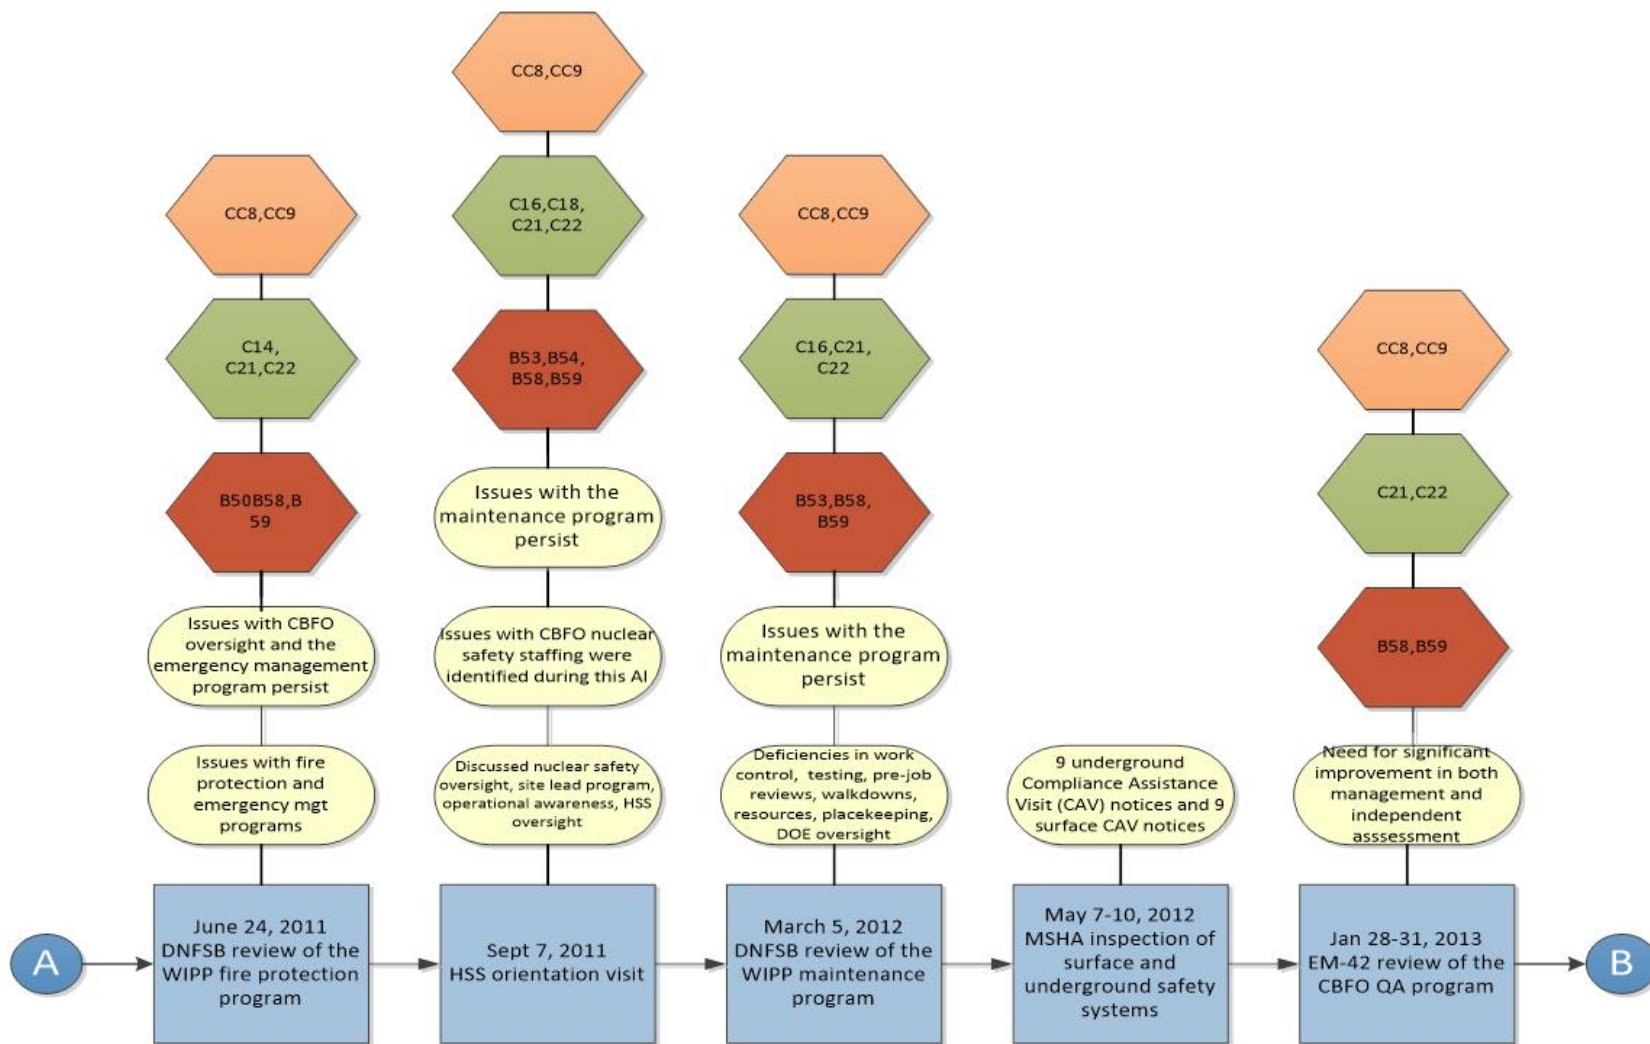 CC8,CC9
C14,
C21,C22
B50B58,B
59
Issues with CBFO
oversight and the
emergency management
program persist
Issues with fire
protection and
emergency mgt
programs
CC8,CC9
C16,C18,
C21,C22
B53,B54,
B58,B59
Issues with the
maintenance program
persist
Issues with CBFO nuclear
safety staffing were
identified during this AI
Discussed nuclear safety
oversight, site lead program,
operational awareness, HSS
oversight
CC8,CC9
C16,C21,
C22
B53,B58,
B59
Issues with the
maintenance program
persist
Deficiencies in work
control, testing, pre-job
reviews, walkdowns,
resources, placekeeping,
DOE oversight
9 underground
Compliance Assistance
Visit (CAV) notices and 9
surface CAV notices
CC8,CC9
C21,C22
B58,B59
Need for significant
improvement in both
management and
independent
asssessment
A
June 24, 2011
DNFSB review of the
WIPP fire protection
program
Sept 7, 2011
HSS orientation visit
March 5, 2012
DNFSB review of the
WIPP maintenance
program
May 7-10, 2012
MSHA inspection of
surface and
underground safety
systems
Jan 28-31, 2013
EM-42 review of the
CBFO QA program
B